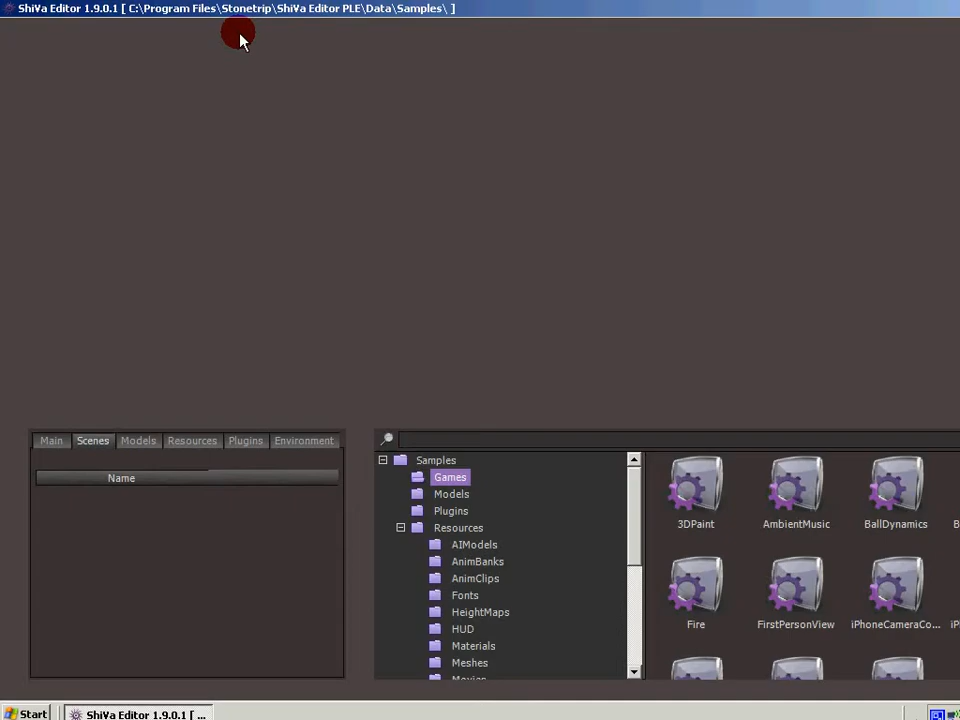 ShiVa Editor 1.9.0.1 [ C:\Program Files\Stonetrip\ShiVa Editor PLE\Data\Samples\ ]
Main Scenes Models Resources Plugins Environment
Name
Samples
Games
Models
Plugins
Resources
AIModels
AnimBanks
AnimClips
Fonts
HeightMaps
HUD
Materials
Meshes
Movies
3DPaint AmbientMusic BallDynamics
Fire FirstPersonView iPhoneCameraCo...
Start ShiVa Editor 1.9.0.1 [ ...